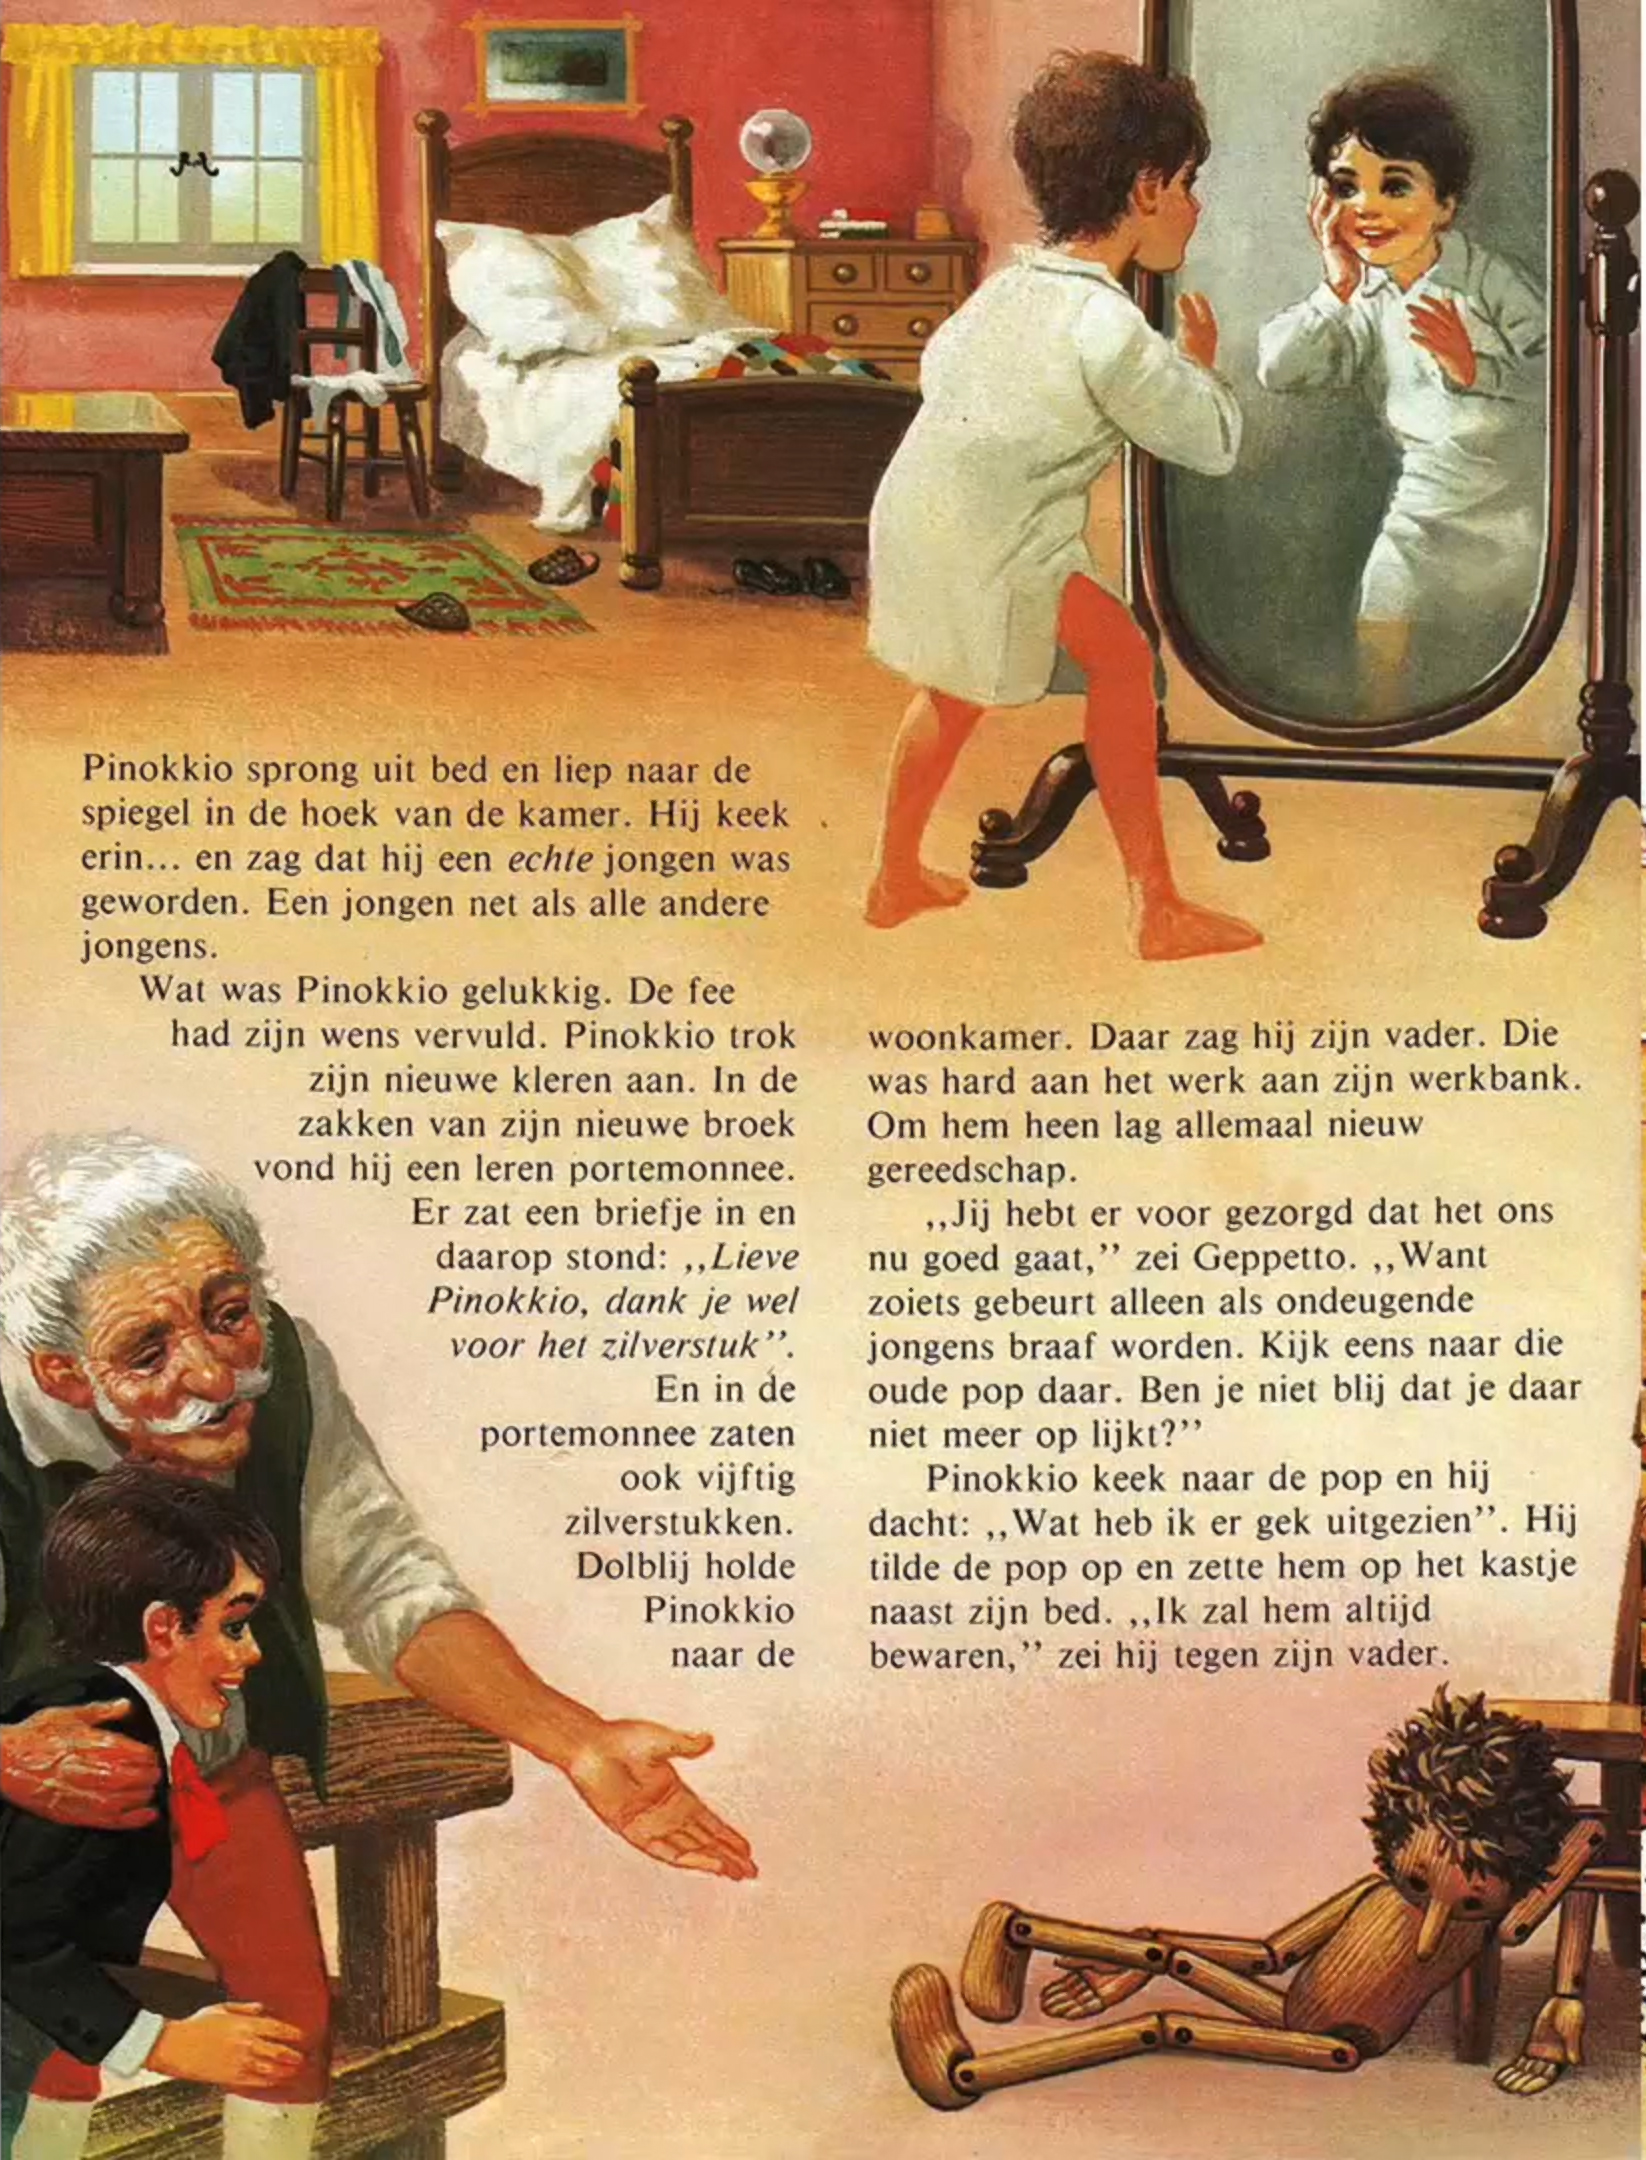 Pinokkio sprong uit bed en liep naar de
spiegel in de hoek van de kamer. Hij keek
erin... en zag dat hij een echte jongen was
geworden. Een jongen net als alle andere
jongens.
Wat was Pinokkio gelukkig. De fee
had zijn wens vervuld. Pinokkio trok
zijn nieuwe kleren aan. In de
zakken van zijn nieuwe broek
vond hij een leren portemonnee.
Er zat een briefje in en
daarop stond: ,,Lieve
Pinokkio, dank je wel
voor het zilverstuk’’.
En in de
portemonnee zaten
ook vijftig
zilverstukken.
Dolblij holde
Pinokkio
naar de
woonkamer. Daar zag hij zijn vader. Die
was hard aan het werk aan zijn werkbank.
Om hem heen lag allemaal nieuw
gereedschap.
,,Jij hebt er voor gezorgd dat het ons
nu goed gaat,’’ zei Geppetto. ,,Want
zoiets gebeurt alleen als ondeugende
jongens braaf worden. Kijk eens naar die
oude pop daar. Ben je niet blij dat je daar
niet meer op lijkt?’’
Pinokkio keek naar de pop en hij
dacht: ,,Wat heb ik er gek uitgezien’’. Hij
tilde de pop op en zette hem op het kastje
naast zijn bed. ,,Ik zal hem altijd
bewaren,’’ zei hij tegen zijn vader.